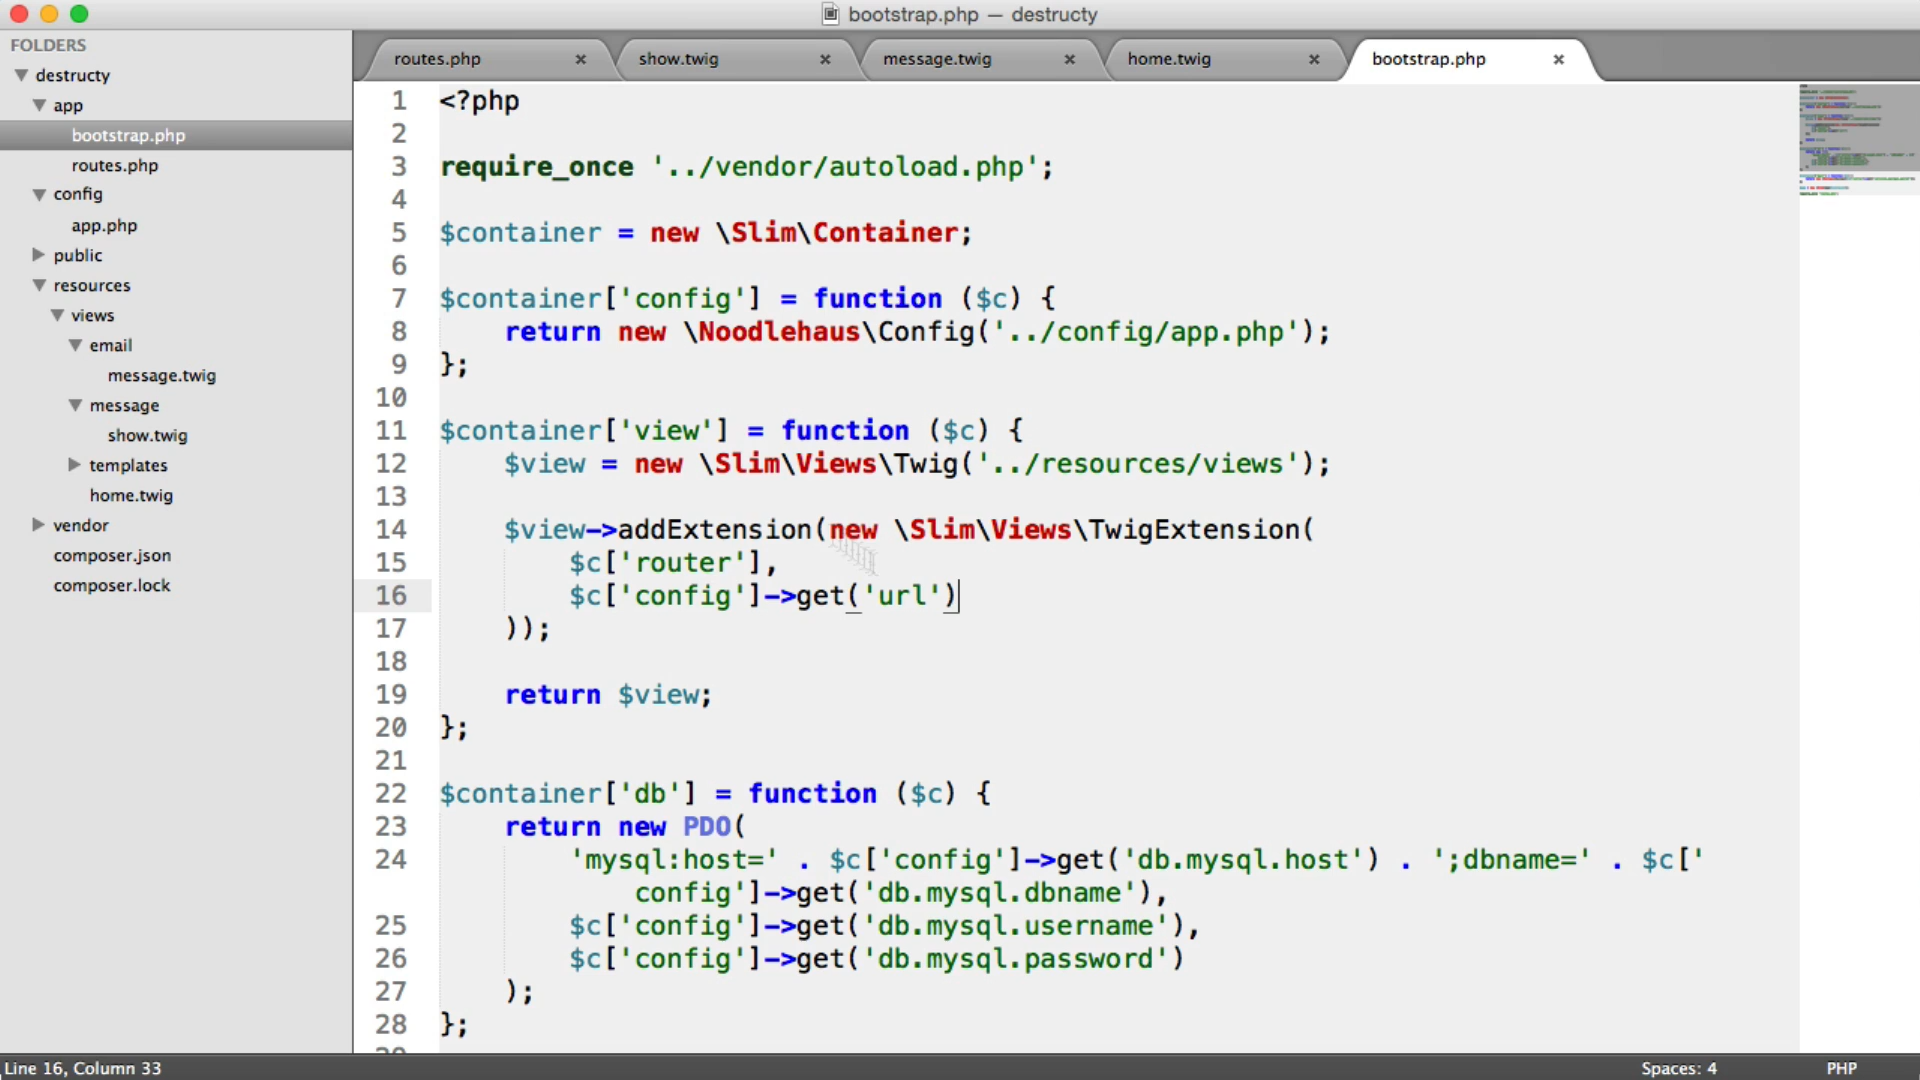 bootstrap.php — destructy
FOLDERS
destructy
app
bootstrap.php
routes.php
config
app.php
public
resources
views
email
message.twig
message
show.twig
templates
home.twig
vendor
composer.json
composer.lock
routes.php × show.twig × message.twig × home.twig × bootstrap.php ×
1 <?php
2
3 require_once '../vendor/autoload.php';
4
5 $container = new \Slim\Container;
6
7 $container['config'] = function ($c) {
8     return new \Noodlehaus\Config('../config/app.php');
9 };
10
11 $container['view'] = function ($c) {
12     $view = new \Slim\Views\Twig('../resources/views');
13
14     $view->addExtension(new \Slim\Views\TwigExtension(
15         $c['router'],
16         $c['config']->get('url')
17     ));
18
19     return $view;
20 };
21
22 $container['db'] = function ($c) {
23     return new PDO(
24         'mysql:host=' . $c['config']->get('db.mysql.host') . ';dbname=' . $c['
config']->get('db.mysql.dbname'),
25         $c['config']->get('db.mysql.username'),
26         $c['config']->get('db.mysql.password')
27     );
28 };
Line 16, Column 33
Spaces: 4
PHP